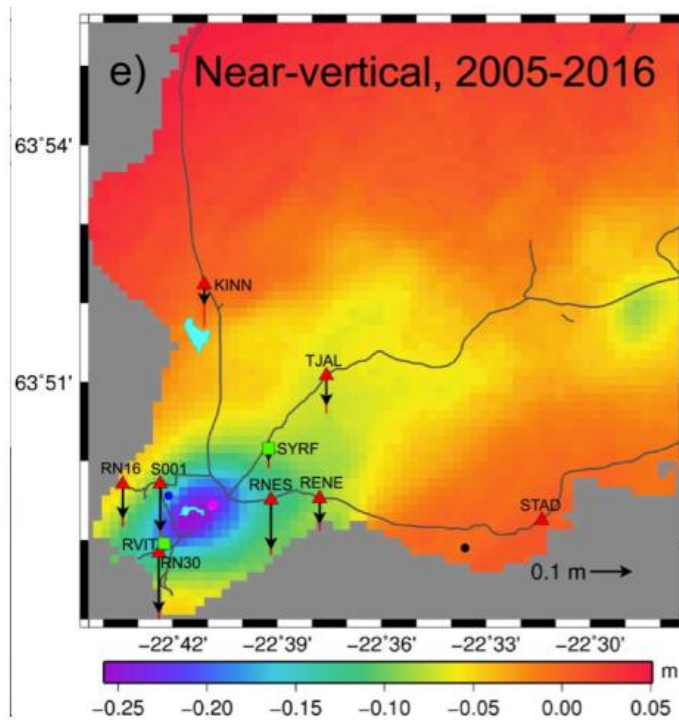 e) Near-vertical, 2005-2016
63°54'
KINN
63°51'
TJAL
SYRF
RN16 S001
RNES RENE
STAD
RVIT
RN30
0.1 m
−22°42' −22°39' −22°36' −22°33' −22°30'
m
−0.25 −0.20 −0.15 −0.10 −0.05 0.00 0.05